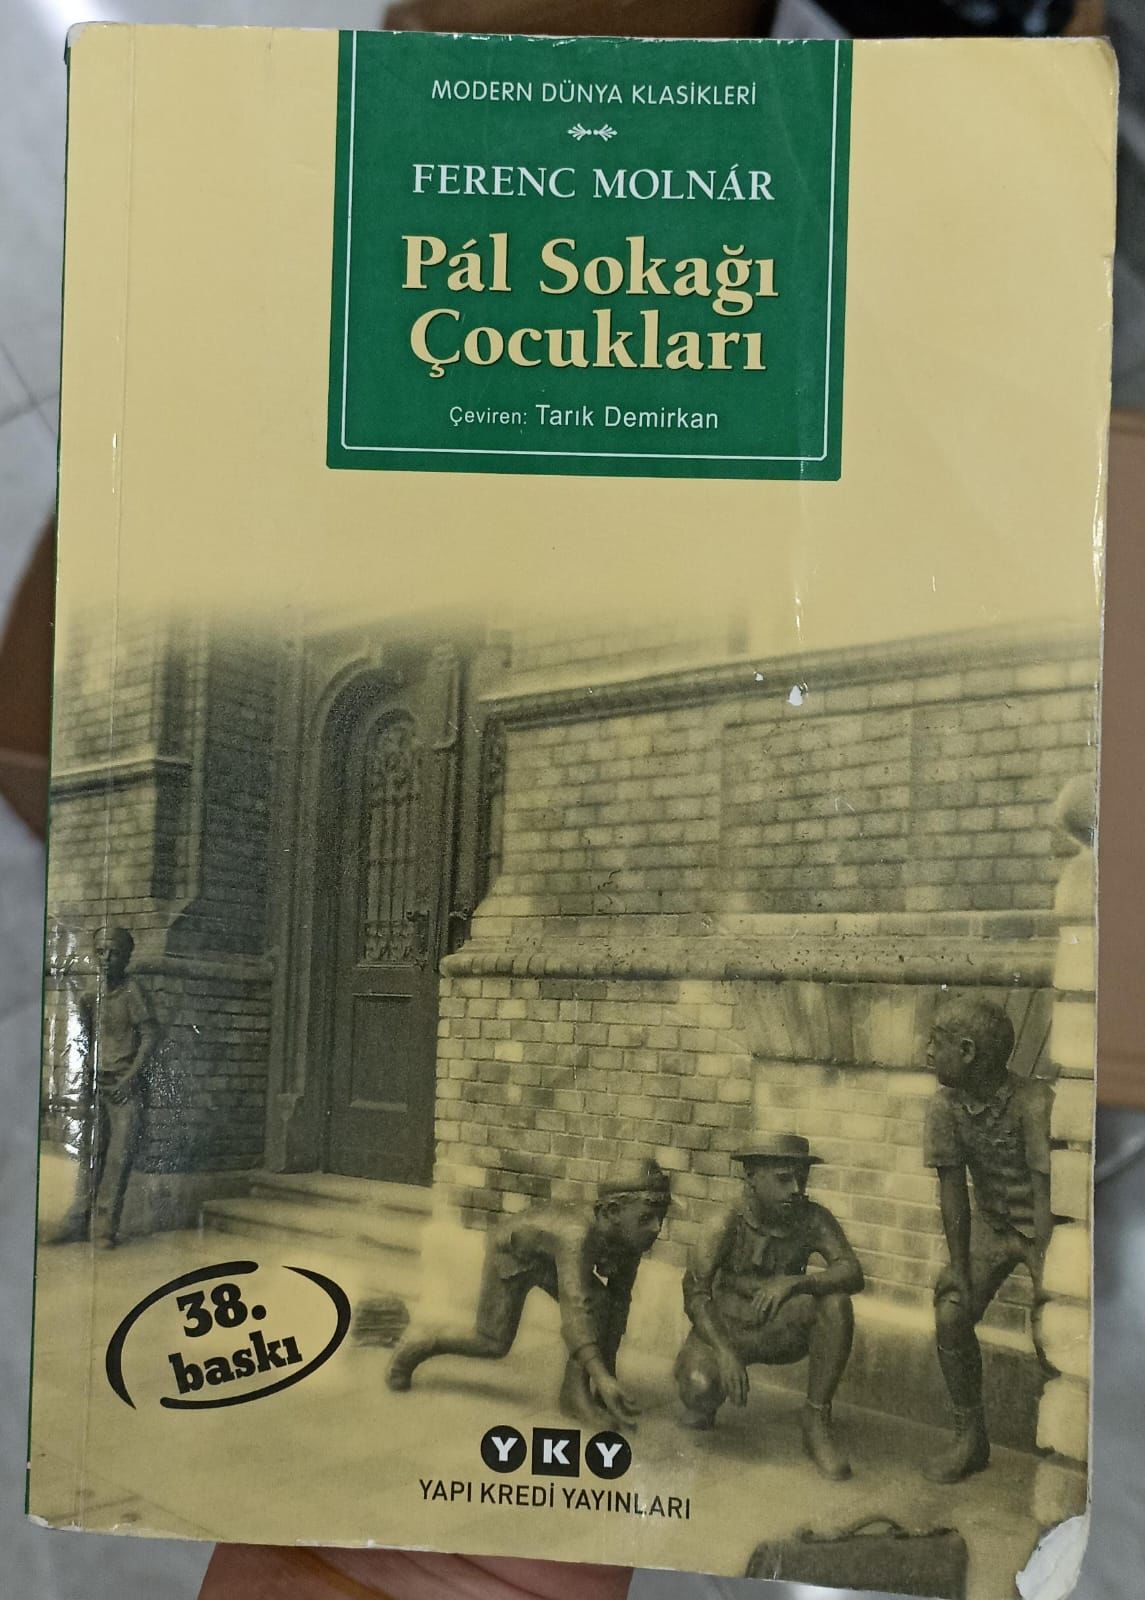 MODERN DÜNYA KLASİKLERİ
FERENC MOLNÁR
Pál Sokağı
Çocukları
Çeviren: Tarık Demirkan
38.
baskı
YKY
YAPI KREDİ YAYINLARI